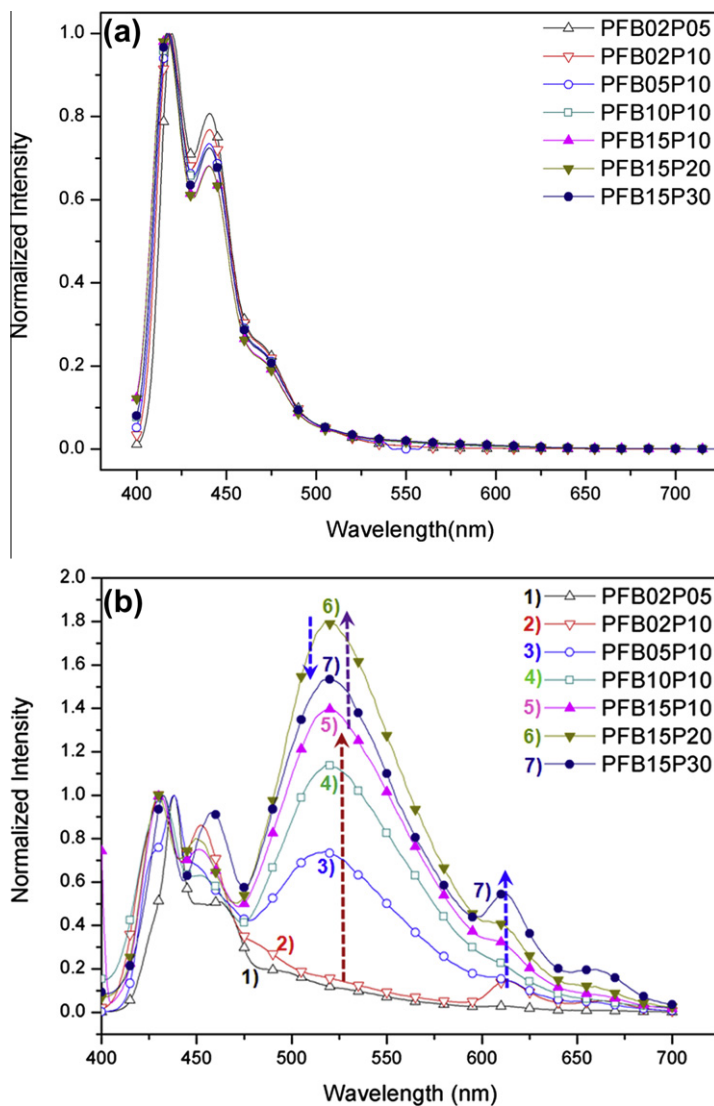 (a)
PFB02P05
PFB02P10
PFB05P10
PFB10P10
PFB15P10
PFB15P20
PFB15P30
Normalized Intensity
1.0
0.8
0.6
0.4
0.2
0.0
400 450 500 550 600 650 700
Wavelength(nm)
(b)
1) PFB02P05
2) PFB02P10
3) PFB05P10
4) PFB10P10
5) PFB15P10
6) PFB15P20
7) PFB15P30
Normalized Intensity
2.0
1.8
1.6
1.4
1.2
1.0
0.8
0.6
0.4
0.2
0.0
6)
7)
5)
4)
3)
2)
1)
7)
400 450 500 550 600 650 700
Wavelength (nm)